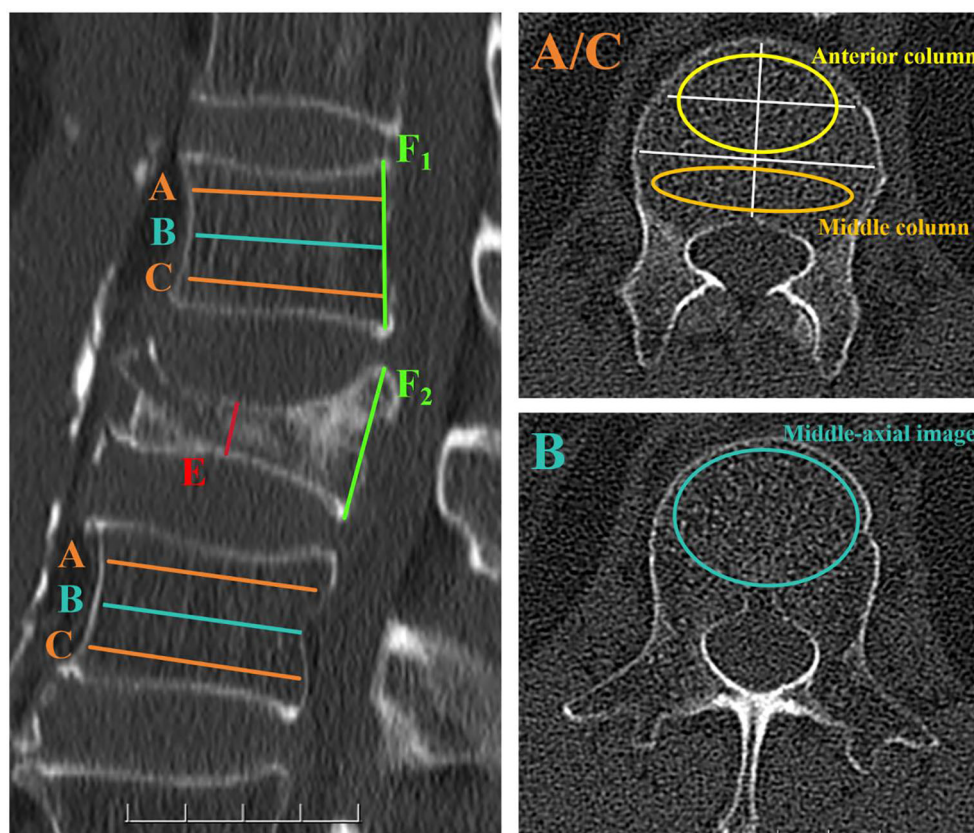 F1
A
B
C
F2
E
A
B
C
A/C
Anterior column
Middle column
B
Middle-axial image